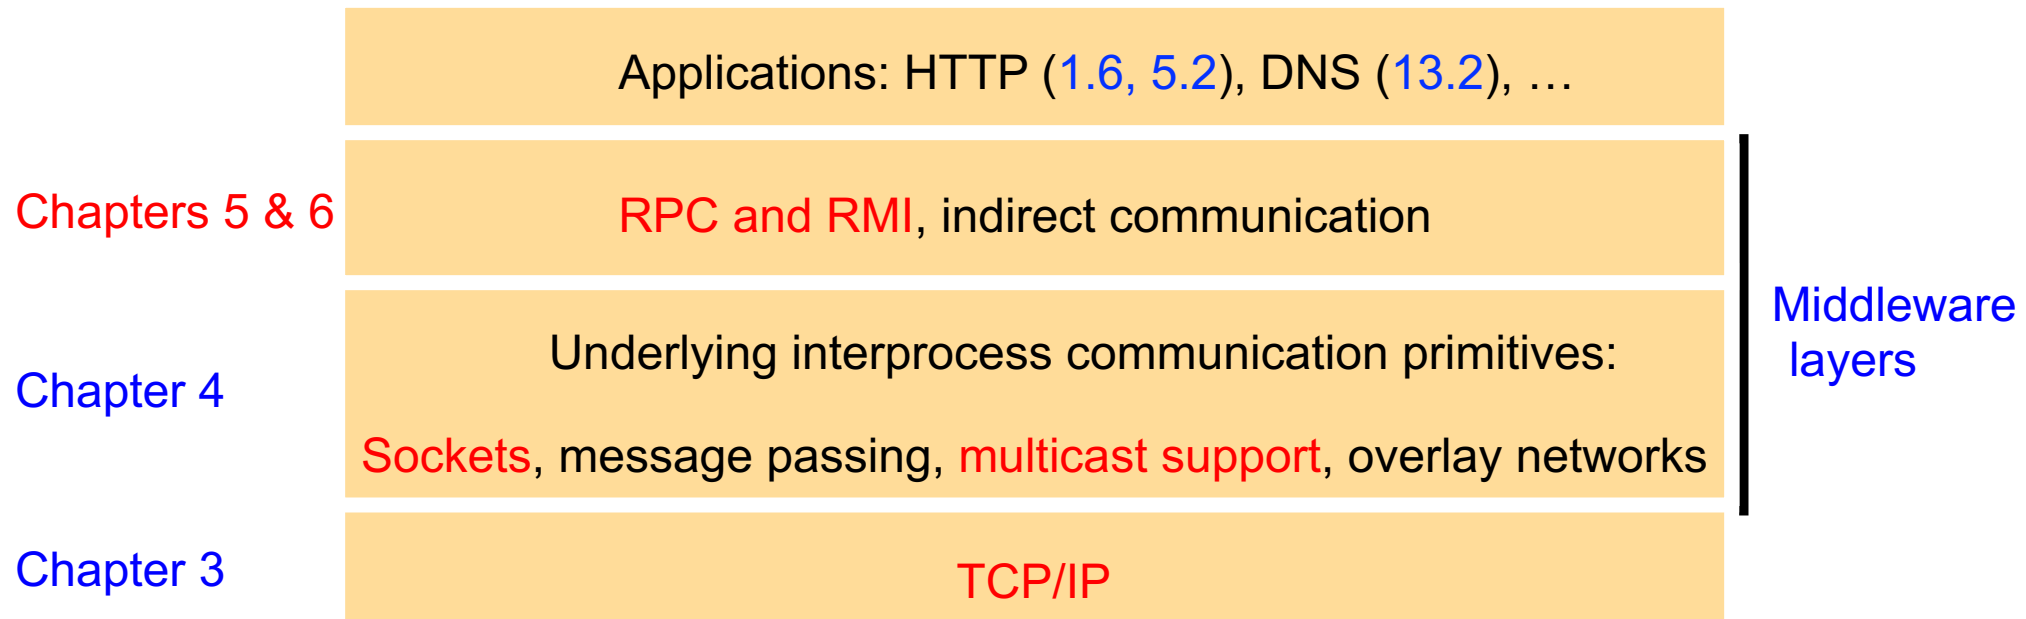 Applications: HTTP (1.6, 5.2), DNS (13.2), …
Chapters 5 & 6
RPC and RMI, indirect communication
Middleware
layers
Chapter 4
Underlying interprocess communication primitives:
Sockets, message passing, multicast support, overlay networks
Chapter 3
TCP/IP